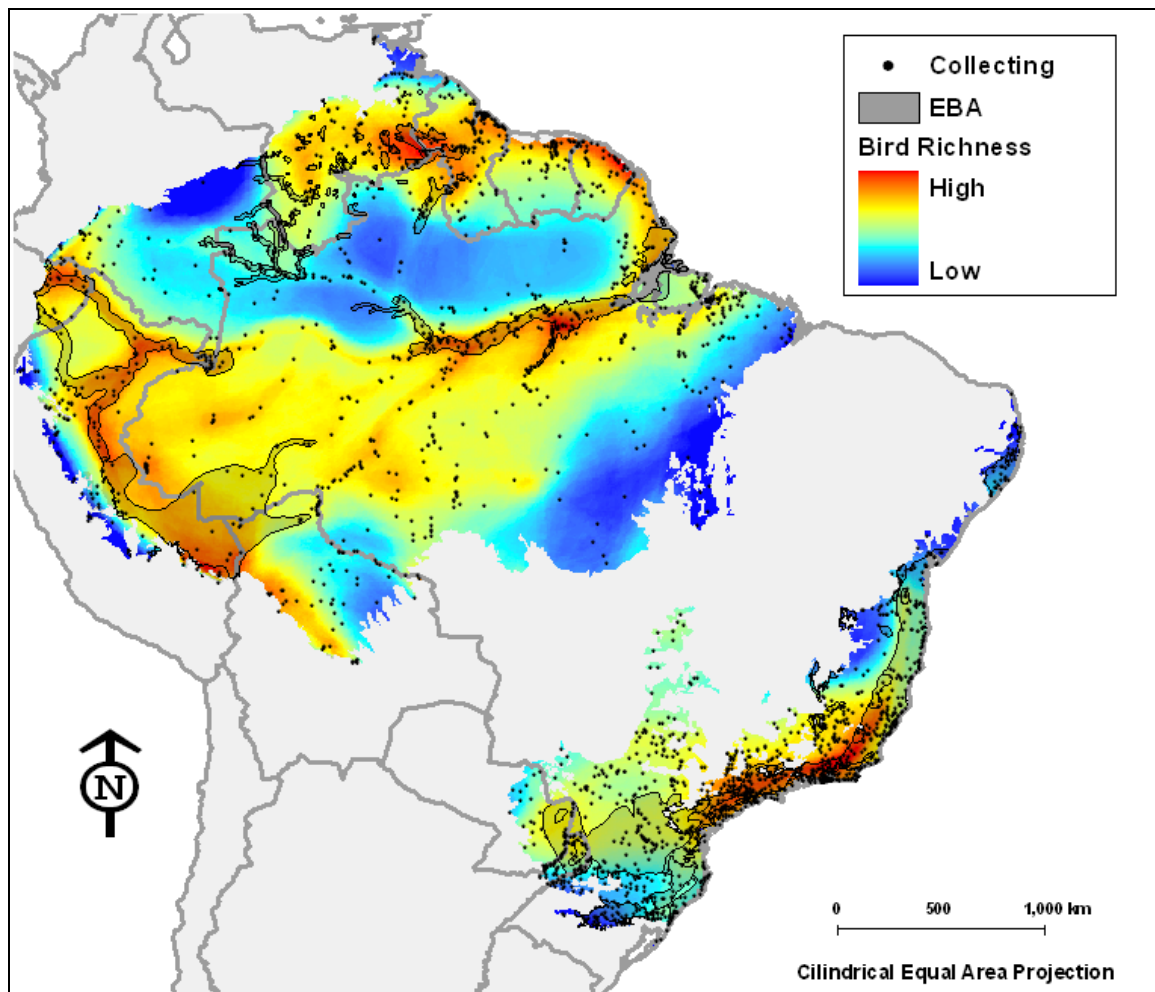 Collecting
EBA
Bird Richness
High
Low
N
0 500 1,000 km
Cilindrical Equal Area Projection